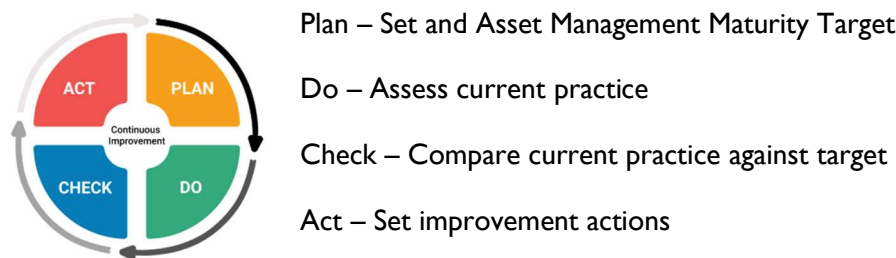 ACT
PLAN
Continuous
Improvement
CHECK
DO
Plan – Set and Asset Management Maturity Target
Do – Assess current practice
Check – Compare current practice against target
Act – Set improvement actions